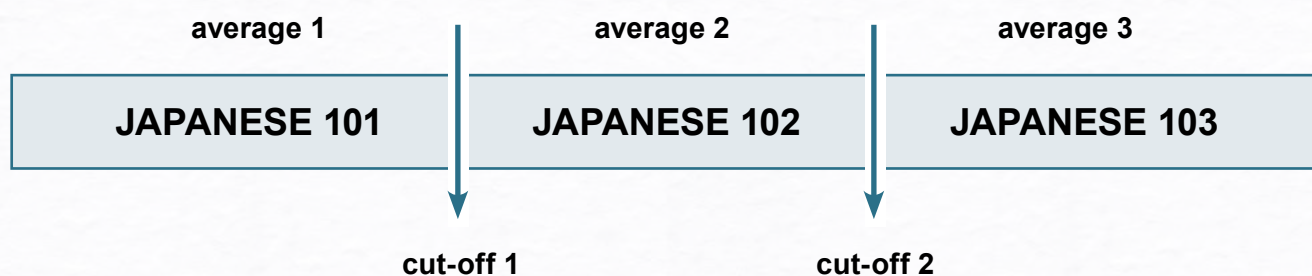 average 1 average 2 average 3
JAPANESE 101 JAPANESE 102 JAPANESE 103
cut-off 1 cut-off 2